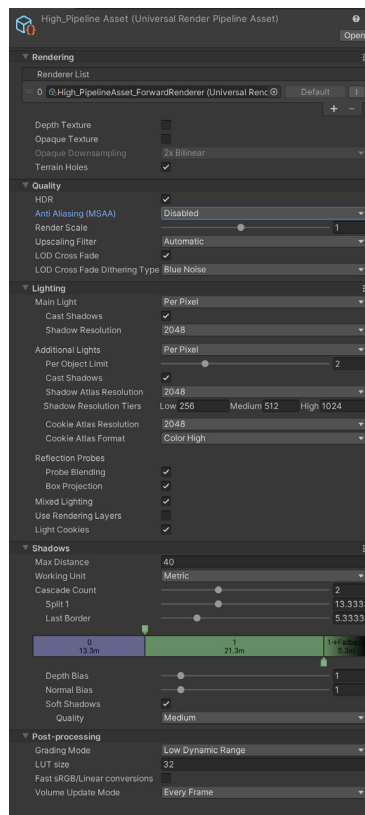 High_Pipeline Asset (Universal Render Pipeline Asset)
Open
Rendering
Renderer List
0 High_PipelineAsset_ForwardRenderer (Universal Renc Default
+ −
Depth Texture
Opaque Texture
Opaque Downsampling 2x Bilinear
Terrain Holes
Quality
HDR
Anti Aliasing (MSAA) Disabled
Render Scale 1
Upscaling Filter Automatic
LOD Cross Fade
LOD Cross Fade Dithering Type Blue Noise
Lighting
Main Light Per Pixel
Cast Shadows
Shadow Resolution 2048
Additional Lights Per Pixel
Per Object Limit 2
Cast Shadows
Shadow Atlas Resolution 2048
Shadow Resolution Tiers Low 256 Medium 512 High 1024
Cookie Atlas Resolution 2048
Cookie Atlas Format Color High
Reflection Probes
Probe Blending
Box Projection
Mixed Lighting
Use Rendering Layers
Light Cookies
Shadows
Max Distance 40
Working Unit Metric
Cascade Count 2
Split 1 13.333
Last Border 5.3333
0 1 1→Fallba
13.3m 21.3m 5.3m
Depth Bias 1
Normal Bias 1
Soft Shadows
Quality Medium
Post-processing
Grading Mode Low Dynamic Range
LUT size 32
Fast sRGB/Linear conversions
Volume Update Mode Every Frame